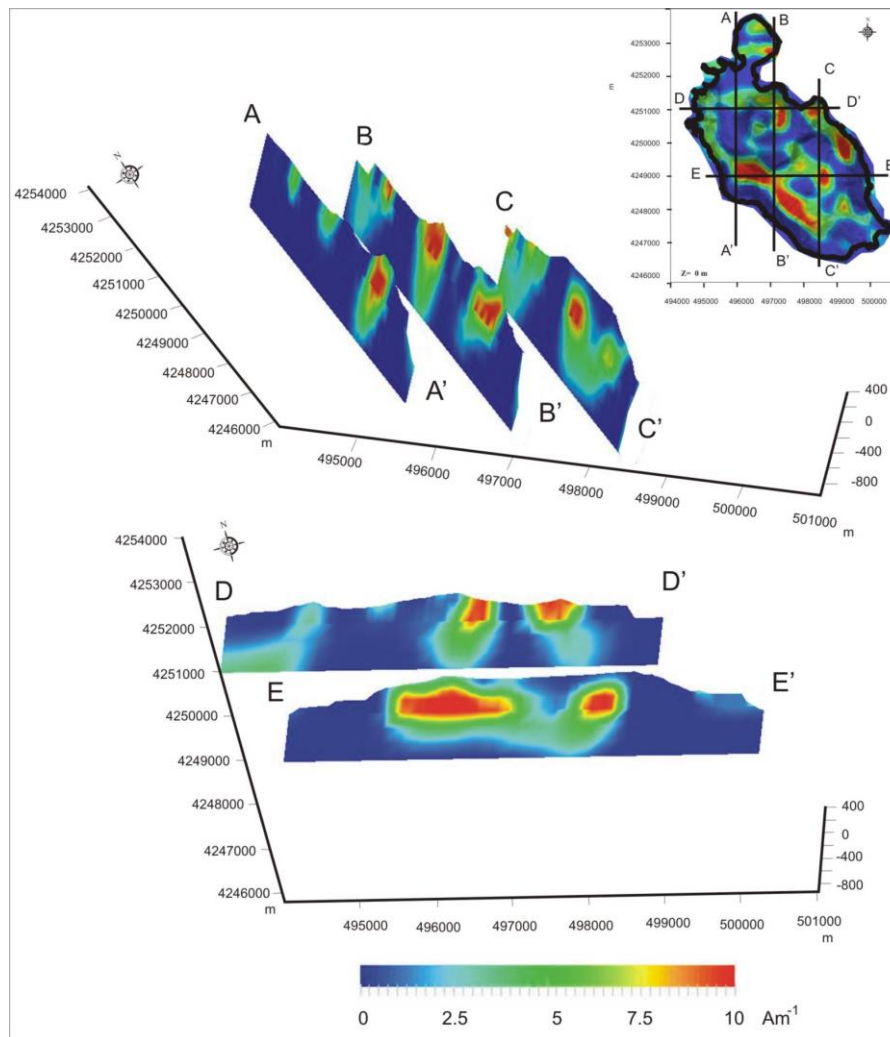 A B
4253000
4252000
4251000
4250000
4249000
4248000
4247000
4246000
E
C
D D'
E E
A' B' C'
Z= 0 m
494000 495000 496000 497000 498000 499000 500000
N
A
B
C
4254000
4253000
4252000
4251000
4250000
4249000
4248000
4247000
4246000
m
A'
B'
C'
495000
496000
497000
498000
499000
500000
501000
m
400
0
-400
-800
N
4254000
4253000
4252000
4251000
4250000
4249000
4248000
4247000
4246000
m
D D'
E E'
495000 496000 497000 498000 499000 500000 501000
m
400
0
-400
-800
0 2.5 5 7.5 10 Am⁻¹